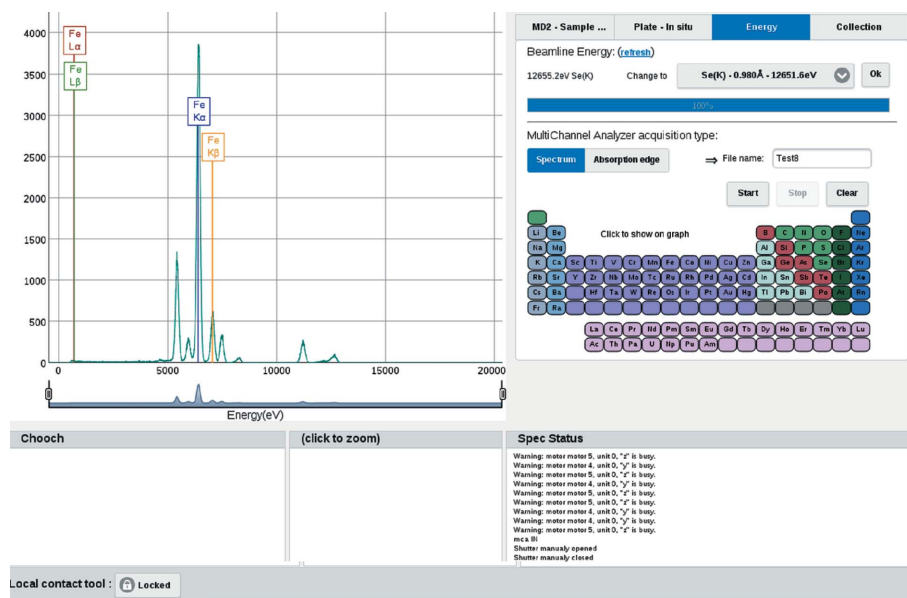 MD2 - Sample ...
Plate - In situ
Energy
Collection
Beamline Energy: (refresh)
12655.2eV Se(K)
Change to
Se(K) - 0.980Å - 12651.6eV
Ok
100%
MultiChannel Analyzer acquisition type:
Spectrum
Absorption edge
⇒ File name:
Test8
Start
Stop
Clear
Click to show on graph
Li Be B C N O F Ne
Na Mg Al Si P S Cl Ar
K Ca Sc Ti V Cr Mn Fe Co Ni Cu Zn Ga Ge As Se Br Kr
Rb Sr Y Zr Nb Mo Tc Ru Rh Pd Ag Cd In Sn Sb Te I Xe
Cs Ba Hf Ta W Re Os Ir Pt Au Hg Tl Pb Bi Po At Rn
Fr Ra
La Ce Pr Nd Pm Sm Eu Gd Tb Dy Ho Er Tm Yb Lu
Ac Th Pa U Np Pu Am
4000
3500
3000
2500
2000
1500
1000
500
0
Fe
Lα
Fe
Lβ
Fe
Kα
Fe
Kβ
0
5000
10000
15000
20000
Energy(eV)
Chooch
(click to zoom)
Spec Status
Warning: motor motor 5, unit 0, "z" is busy.
Warning: motor motor 4, unit 0, "y" is busy.
Warning: motor motor 5, unit 0, "z" is busy.
Warning: motor motor 4, unit 0, "y" is busy.
Warning: motor motor 5, unit 0, "z" is busy.
Warning: motor motor 5, unit 0, "z" is busy.
Warning: motor motor 4, unit 0, "y" is busy.
Warning: motor motor 4, unit 0, "y" is busy.
Warning: motor motor 5, unit 0, "z" is busy.
mca IN
Shutter manualy opened
Shutter manualy closed
Local contact tool :
Locked